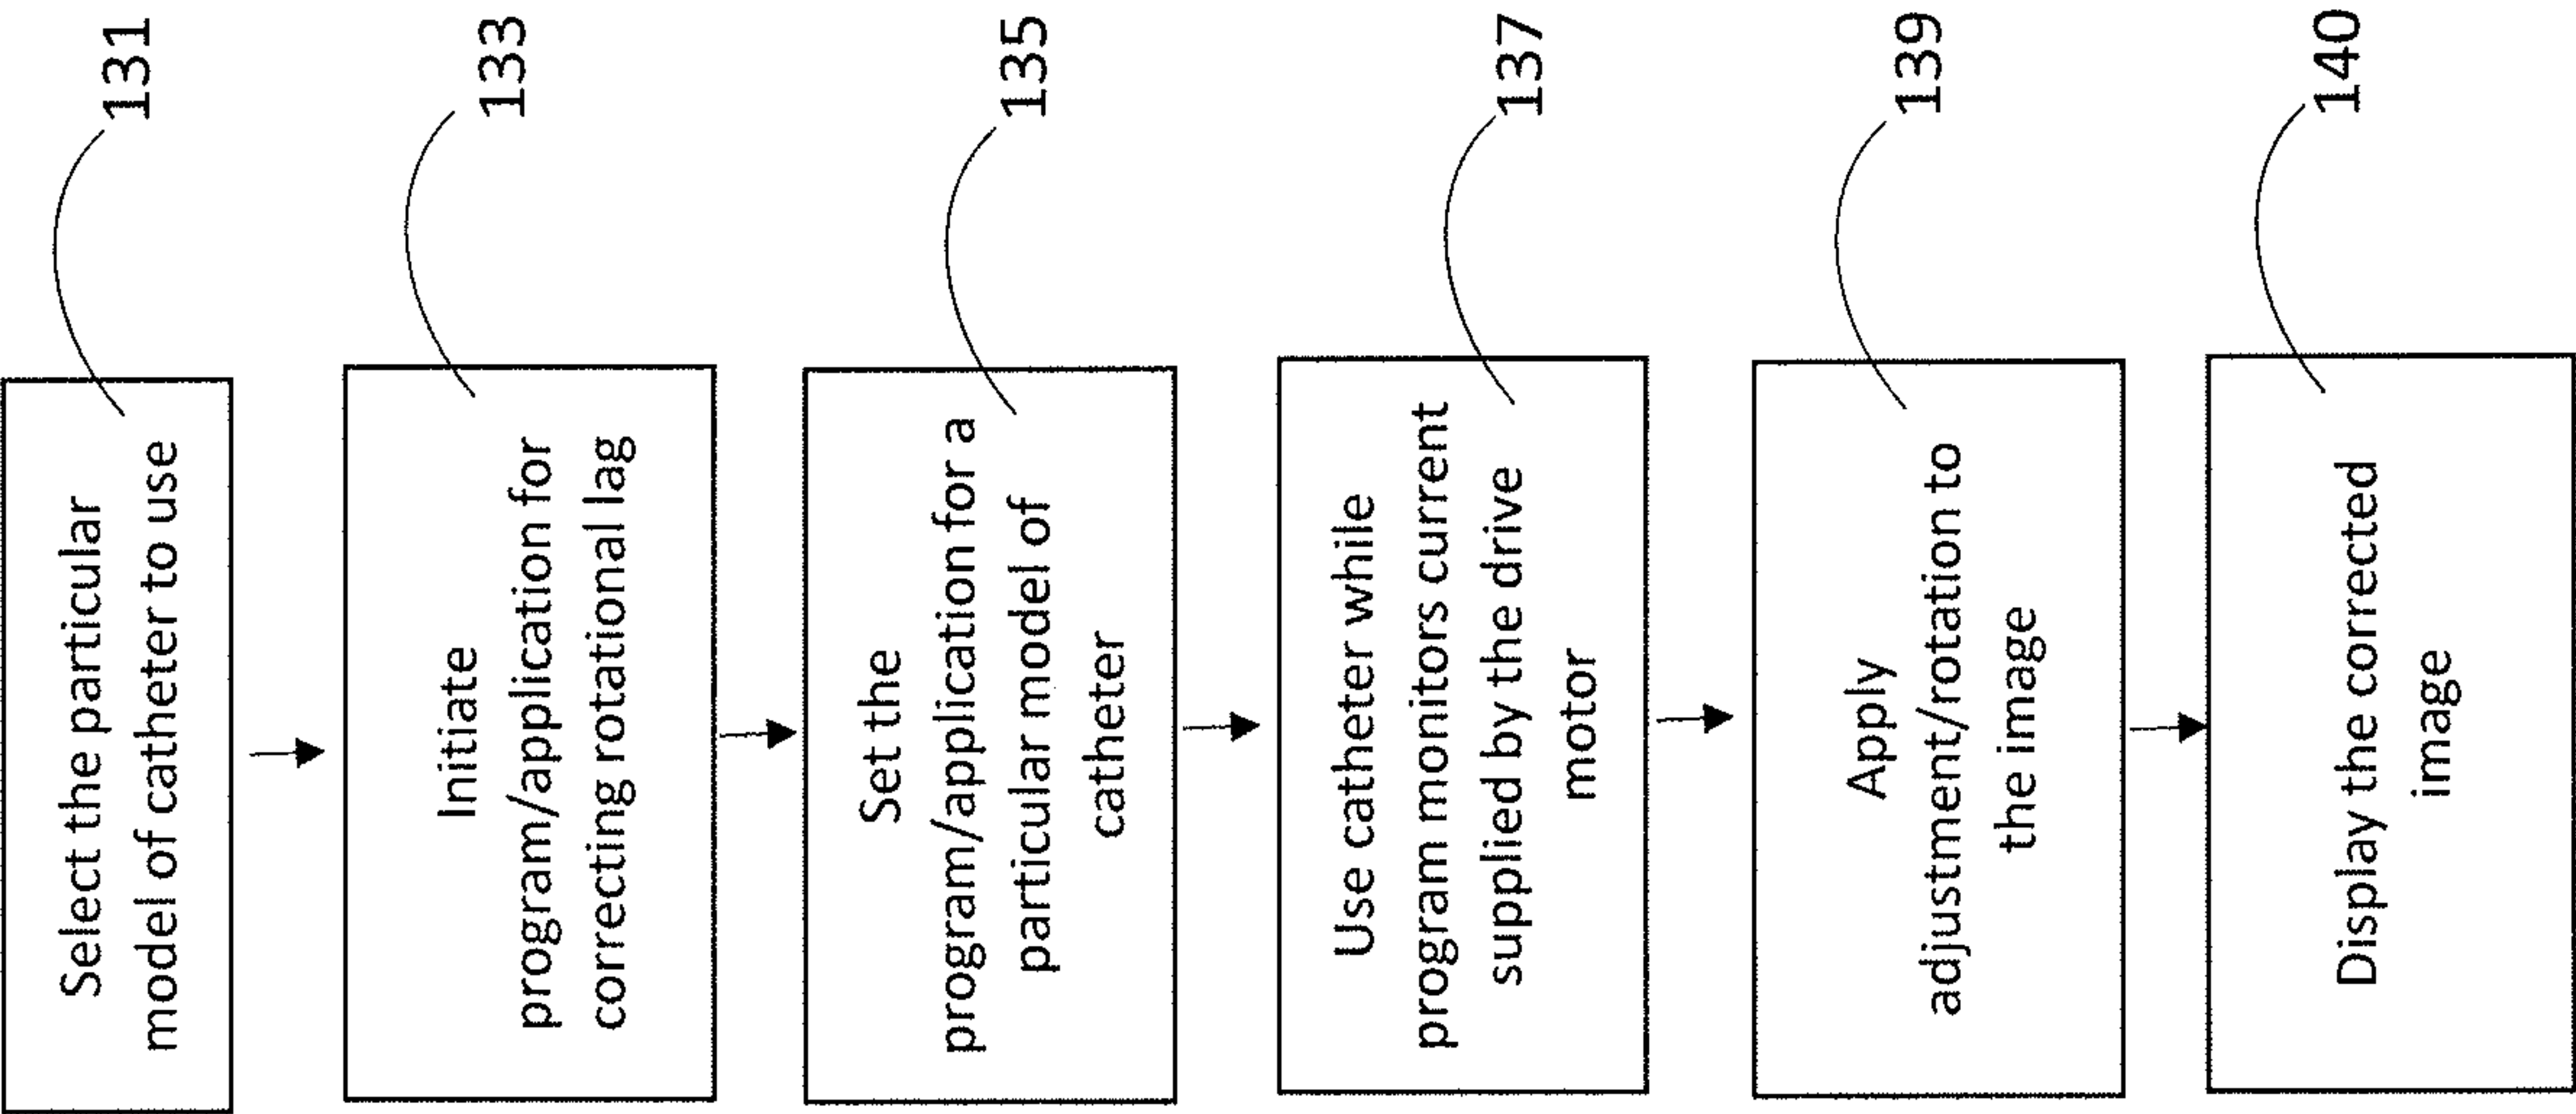 Select the particular
model of catheter to use
131
Initiate
program/application for
correcting rotational lag
133
Set the
program/application for a
particular model of
catheter
135
Use catheter while
program monitors current
supplied by the drive
motor
137
Apply
adjustment/rotation to
the image
139
Display the corrected
image
140